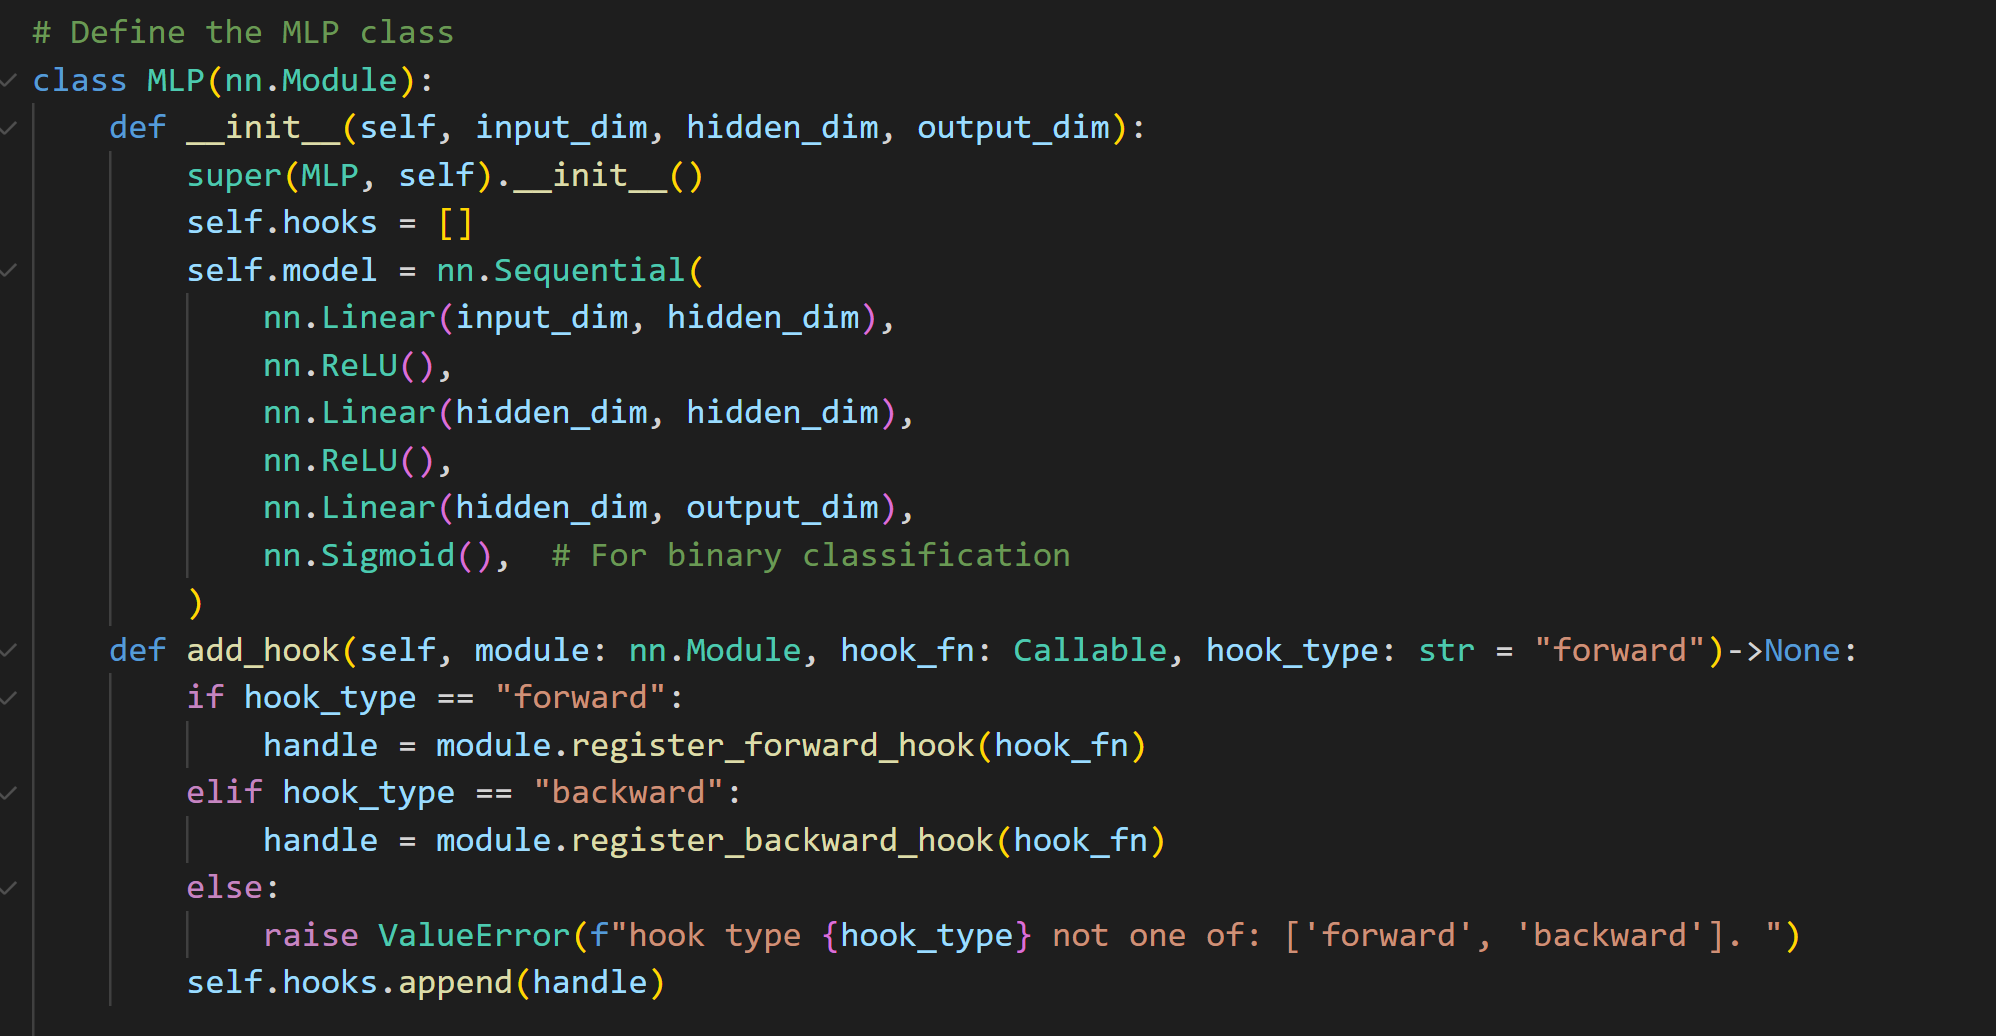 # Define the MLP class
class MLP(nn.Module):
    def __init__(self, input_dim, hidden_dim, output_dim):
        super(MLP, self).__init__()
        self.hooks = []
        self.model = nn.Sequential(
            nn.Linear(input_dim, hidden_dim),
            nn.ReLU(),
            nn.Linear(hidden_dim, hidden_dim),
            nn.ReLU(),
            nn.Linear(hidden_dim, output_dim),
            nn.Sigmoid(),  # For binary classification
        )
    def add_hook(self, module: nn.Module, hook_fn: Callable, hook_type: str = "forward")->None:
        if hook_type == "forward":
            handle = module.register_forward_hook(hook_fn)
        elif hook_type == "backward":
            handle = module.register_backward_hook(hook_fn)
        else:
            raise ValueError(f"hook type {hook_type} not one of: ['forward', 'backward']. ")
        self.hooks.append(handle)